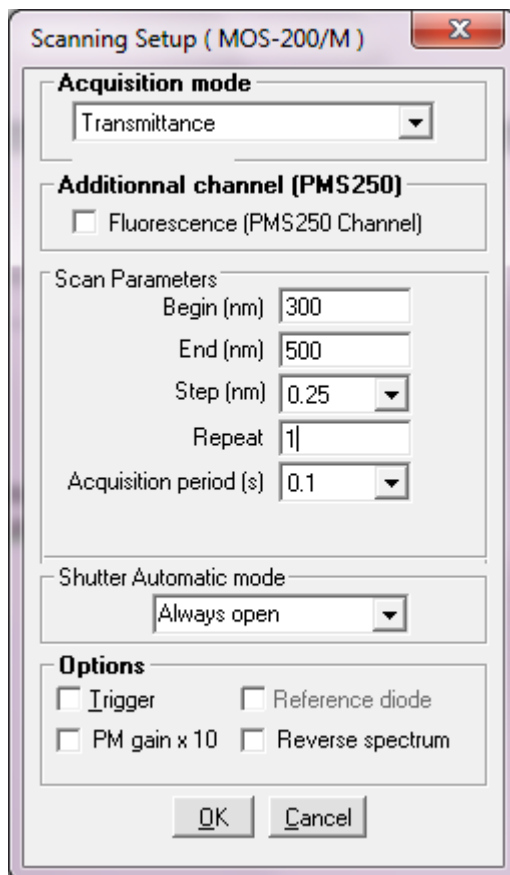 Scanning Setup ( MOS-200/M )
Acquisition mode
Transmittance
Additionnal channel (PMS250)
Fluorescence (PMS250 Channel)
Scan Parameters
Begin (nm) 300
End (nm) 500
Step (nm) 0.25
Repeat 1
Acquisition period (s) 0.1
Shutter Automatic mode
Always open
Options
Trigger Reference diode
PM gain x 10 Reverse spectrum
OK Cancel